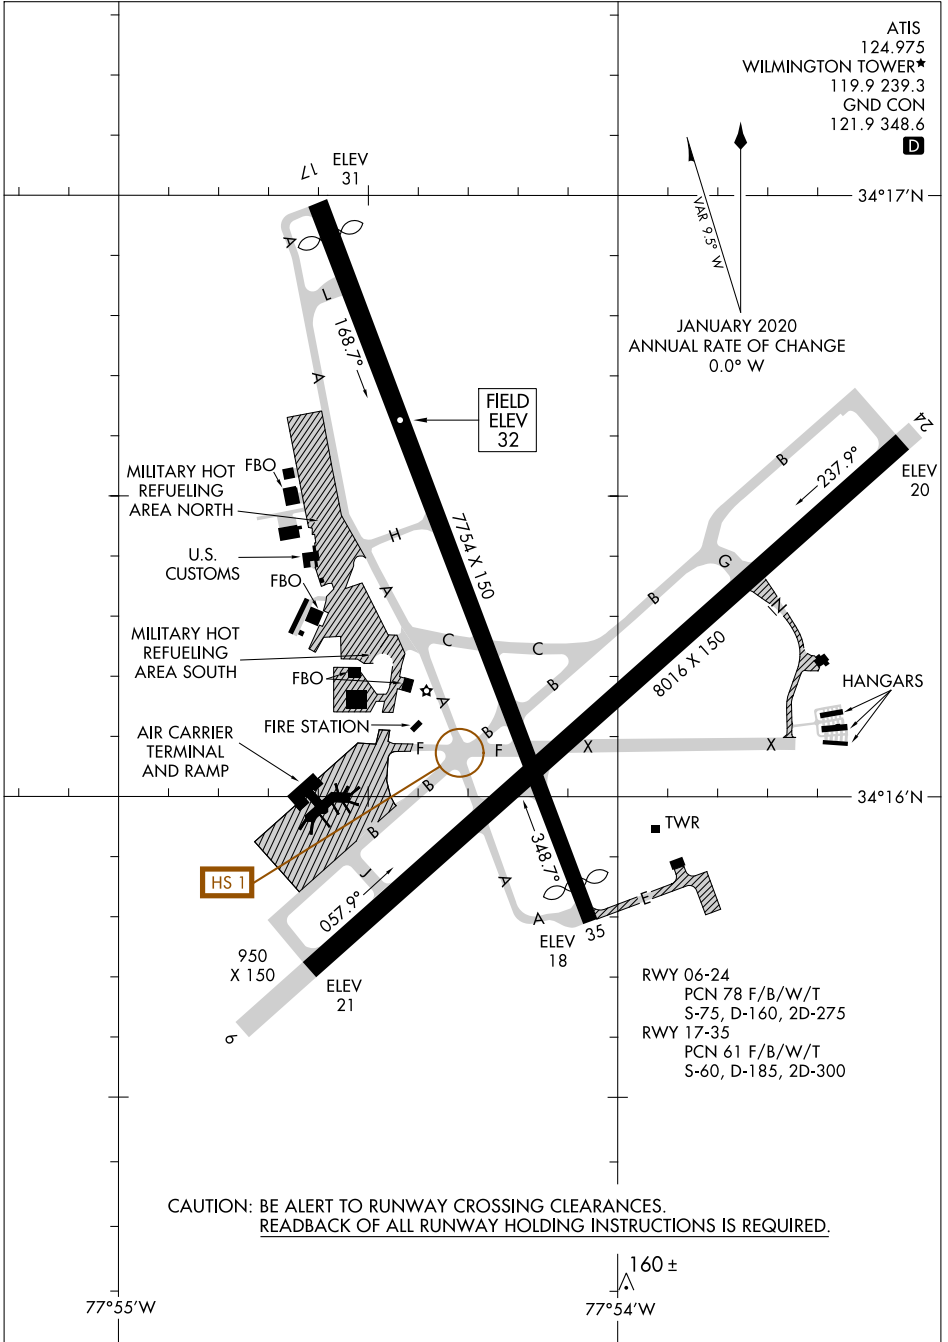 ATIS
124.975
WILMINGTON TOWER★
119.9 239.3
GND CON
121.9 348.6
D
34°17'N
VAR 9.5° W
JANUARY 2020
ANNUAL RATE OF CHANGE
0.0° W
17
ELEV
31
A
L
168.7°
A
FIELD
ELEV
32
24
ELEV
20
237.9°
B
MILITARY HOT
REFUELING
AREA NORTH
FBO
H
7754 X 150
U.S.
CUSTOMS
FBO
A
G
N
B
MILITARY HOT
REFUELING
AREA SOUTH
C
C
8016 X 150
FBO
A
B
HANGARS
FIRE STATION
B
AIR CARRIER
TERMINAL
AND RAMP
F
F
X
X
B
34°16'N
B
TWR
HS 1
J
057.9°
348.7°
A
A
E
35
ELEV
18
950
X 150
ELEV
21
6
RWY 06-24
PCN 78 F/B/W/T
S-75, D-160, 2D-275
RWY 17-35
PCN 61 F/B/W/T
S-60, D-185, 2D-300
CAUTION: BE ALERT TO RUNWAY CROSSING CLEARANCES.
READBACK OF ALL RUNWAY HOLDING INSTRUCTIONS IS REQUIRED.
160 ±
77°55'W
77°54'W